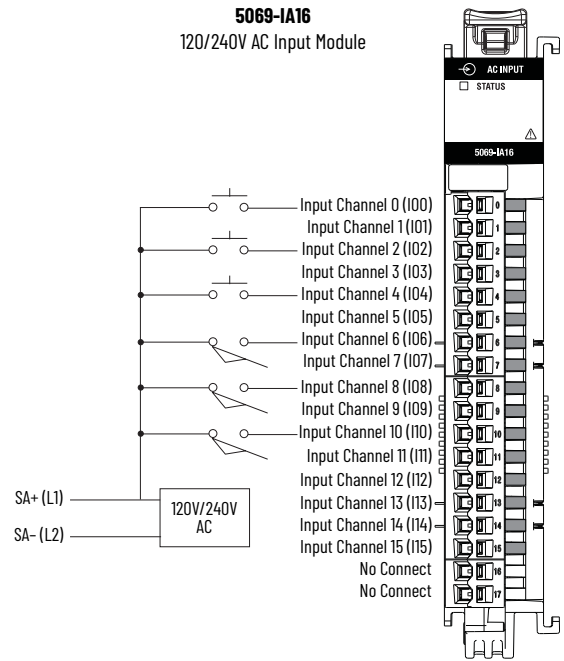 5069-IA16
120/240V AC Input Module
AC INPUT
STATUS
5069-IA16
Input Channel 0 (I00)
0
Input Channel 1 (I01)
1
Input Channel 2 (I02)
2
Input Channel 3 (I03)
3
Input Channel 4 (I04)
4
Input Channel 5 (I05)
5
Input Channel 6 (I06)
6
Input Channel 7 (I07)
7
Input Channel 8 (I08)
8
Input Channel 9 (I09)
9
Input Channel 10 (I10)
10
Input Channel 11 (I11)
11
Input Channel 12 (I12)
12
Input Channel 13 (I13)
13
Input Channel 14 (I14)
14
Input Channel 15 (I15)
15
No Connect
16
No Connect
17
SA+ (L1)
SA- (L2)
120V/240V
AC